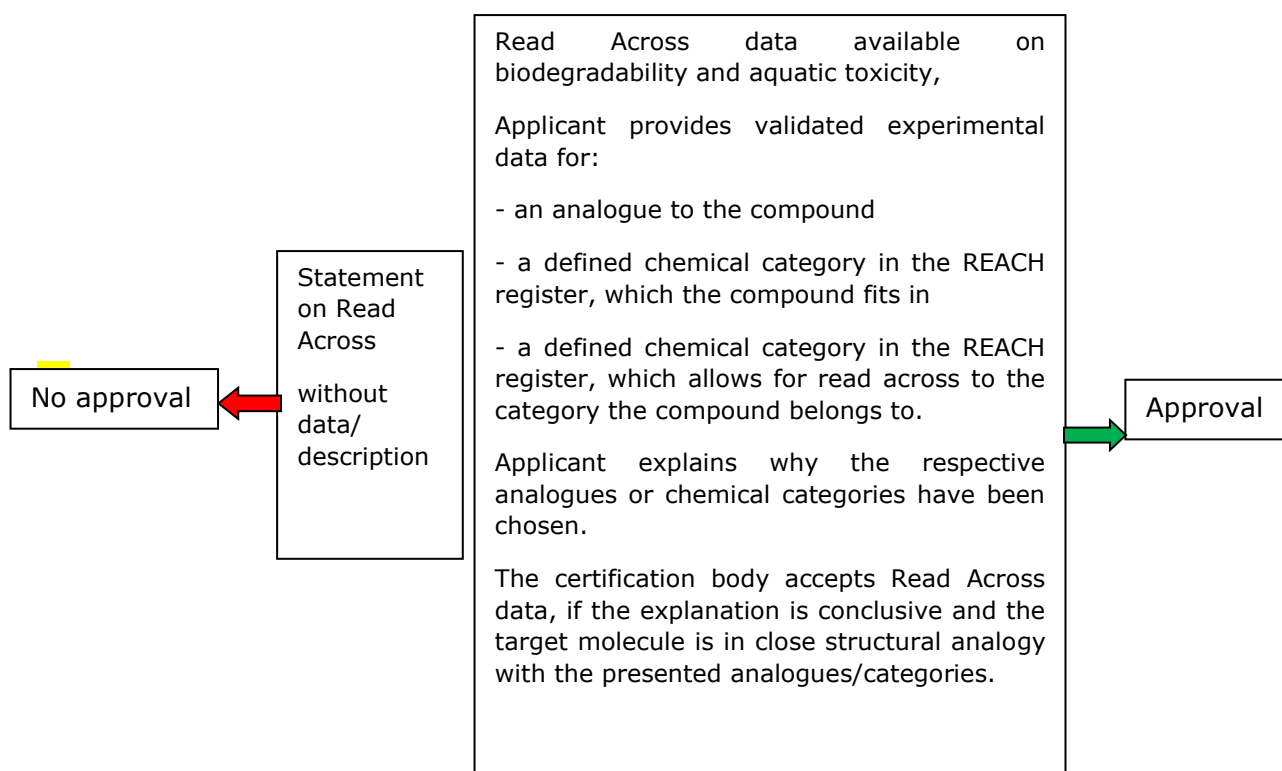 No approval
Statement
on Read
Across
without
data/
description
Read Across data available on
biodegradability and aquatic toxicity,
Applicant provides validated experimental
data for:
- an analogue to the compound
- a defined chemical category in the REACH
register, which the compound fits in
- a defined chemical category in the REACH
register, which allows for read across to the
category the compound belongs to.
Applicant explains why the respective
analogues or chemical categories have been
chosen.
The certification body accepts Read Across
data, if the explanation is conclusive and the
target molecule is in close structural analogy
with the presented analogues/categories.
Approval